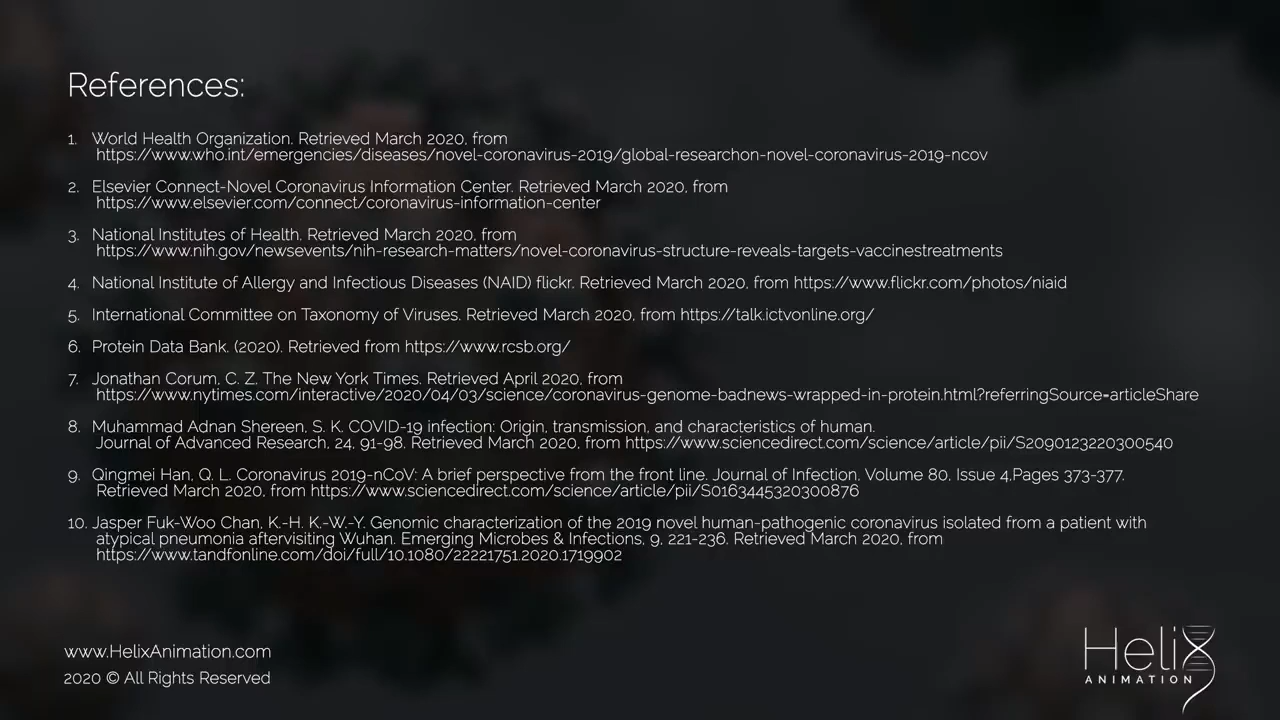 References:
1. World Health Organization. Retrieved March 2020, from
https://www.who.int/emergencies/diseases/novel-coronavirus-2019/global-researchon-novel-coronavirus-2019-ncov
2. Elsevier Connect-Novel Coronavirus Information Center. Retrieved March 2020, from
https://www.elsevier.com/connect/coronavirus-information-center
3. National Institutes of Health. Retrieved March 2020, from
https://www.nih.gov/newsevents/nih-research-matters/novel-coronavirus-structure-reveals-targets-vaccinestreatments
4. National Institute of Allergy and Infectious Diseases (NAID) flickr. Retrieved March 2020, from https://www.flickr.com/photos/niaid
5. International Committee on Taxonomy of Viruses. Retrieved March 2020, from https://talk.ictvonline.org/
6. Protein Data Bank. (2020). Retrieved from https://www.rcsb.org/
7. Jonathan Corum, C. Z. The New York Times. Retrieved April 2020, from
https://www.nytimes.com/interactive/2020/04/03/science/coronavirus-genome-badnews-wrapped-in-protein.html?referringSource=articleShare
8. Muhammad Adnan Shereen, S. K. COVID-19 infection: Origin, transmission, and characteristics of human.
Journal of Advanced Research, 24, 91-98. Retrieved March 2020, from https://www.sciencedirect.com/science/article/pii/S2090123220300540
9. Qingmei Han, Q. L. Coronavirus 2019-nCoV: A brief perspective from the front line. Journal of Infection, Volume 80, Issue 4,Pages 373-377.
Retrieved March 2020, from https://www.sciencedirect.com/science/article/pii/S0163445320300876
10. Jasper Fuk-Woo Chan, K.-H. K.-W.-Y. Genomic characterization of the 2019 novel human-pathogenic coronavirus isolated from a patient with
atypical pneumonia aftervisiting Wuhan. Emerging Microbes & Infections, 9, 221-236. Retrieved March 2020, from
https://www.tandfonline.com/doi/full/10.1080/22221751.2020.1719902
www.HelixAnimation.com
2020 © All Rights Reserved
Helix
ANIMATION